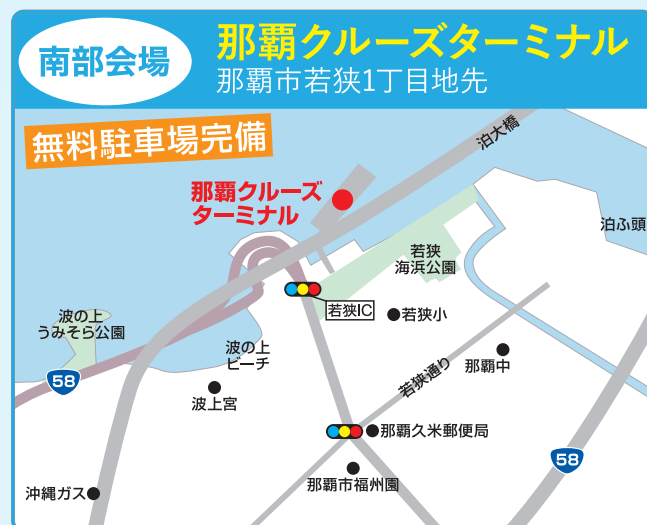 南部会場
那覇クルーズターミナル
那覇市若狭1丁目地先
無料駐車場完備
泊大橋
那覇クルーズ
ターミナル
泊ふ頭
若狭
海浜公園
若狭IC
若狭小
波の上
うみそら公園
波の上
ビーチ
那覇中
若狭通り
58
波上宮
那覇久米郵便局
58
那覇市福州園
沖縄ガス